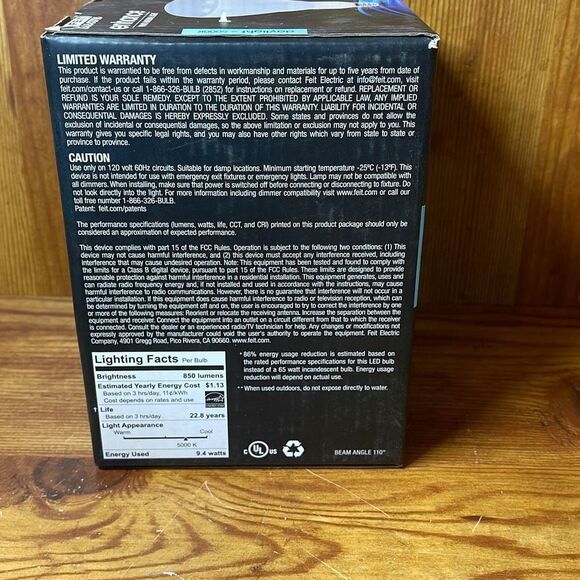 enhance
daylight - 5000K
LIMITED WARRANTY
This product is warrantied to be free from defects in workmanship and materials for up to five years from date of
purchase. If the product fails within the warranty period, please contact Feit Electric at info@feit.com, visit
feit.com/contact-us or call 1-866-326-BULB (2852) for instructions on replacement or refund. REPLACEMENT OR
REFUND IS YOUR SOLE REMEDY. EXCEPT TO THE EXTENT PROHIBITED BY APPLICABLE LAW, ANY IMPLIED
WARRANTIES ARE LIMITED IN DURATION TO THE DURATION OF THIS WARRANTY. LIABILITY FOR INCIDENTAL OR
CONSEQUENTIAL DAMAGES IS HEREBY EXPRESSLY EXCLUDED. Some states and provinces do not allow the
exclusion of incidental or consequential damages, so the above limitation or exclusion may not apply to you. This
warranty gives you specific legal rights, and you may also have other rights which vary from state to state or
province to province.
CAUTION
Use only on 120 volt 60Hz circuits. Suitable for damp locations. Minimum starting temperature -25ºC (-13ºF). This
device is not intended for use with emergency exit fixtures or emergency lights. Lamp may not be compatible with
all dimmers. When installing, make sure that power is switched off before connecting or disconnecting to fixture. Do
not look directly into the light. For more information including dimmer compatibility visit www.feit.com or call our
toll free number 1-866-326-BULB.
Patent: feit.com/patents
The performance specifications (lumens, watts, life, CCT, and CRI) printed on this product package should only be
considered an approximation of expected performance.
This device complies with part 15 of the FCC Rules. Operation is subject to the following two conditions: (1) This
device may not cause harmful interference, and (2) this device must accept any interference received, including
interference that may cause undesired operation. Note: This equipment has been tested and found to comply with
the limits for a Class B digital device, pursuant to part 15 of the FCC Rules. These limits are designed to provide
reasonable protection against harmful interference in a residential installation. This equipment generates, uses and
can radiate radio frequency energy and, if not installed and used in accordance with the instructions, may cause
harmful interference to radio communications. However, there is no guarantee that interference will not occur in a
particular installation. If this equipment does cause harmful interference to radio or television reception, which can
be determined by turning the equipment off and on, the user is encouraged to try to correct the interference by one
or more of the following measures: Reorient or relocate the receiving antenna. Increase the separation between the
equipment and receiver. Connect the equipment into an outlet on a circuit different from that to which the receiver
is connected. Consult the dealer or an experienced radio/TV technician for help. Any changes or modifications not
expressly approved by the manufacturer could void the user's authority to operate the equipment. Feit Electric
Company, 4901 Gregg Road, Pico Rivera, CA 90660. www.feit.com
Lighting Facts Per Bulb
Brightness 850 lumens
Estimated Yearly Energy Cost $1.13
Based on 3 hrs/day, 11¢/kWh
Cost depends on rates and use
Life
Based on 3 hrs/day 22.8 years
Light Appearance
Warm Cool
5000 K
Energy Used 9.4 watts
* 86% energy usage reduction is estimated based on
the rated performance specifications for this LED bulb
instead of a 65 watt incandescent bulb. Energy usage
reduction will depend on actual use.
** When used outdoors, do not expose directly to water.
C UL US
BEAM ANGLE 110°